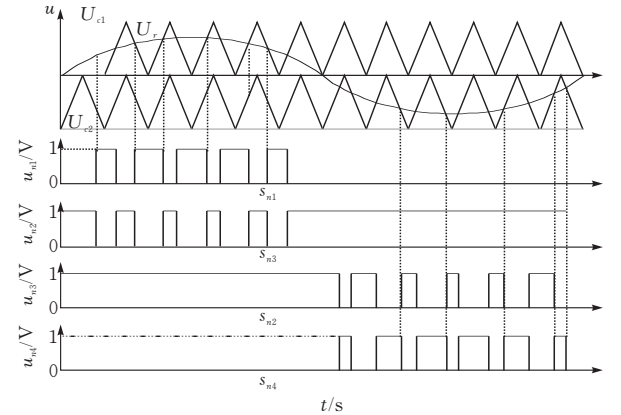 u
U_c1
U_r
U_c2
u_n1/V
1
0
s_n1
u_n2/V
1
0
s_n3
u_n3/V
1
0
s_n2
u_n4/V
1
0
s_n4
t/s